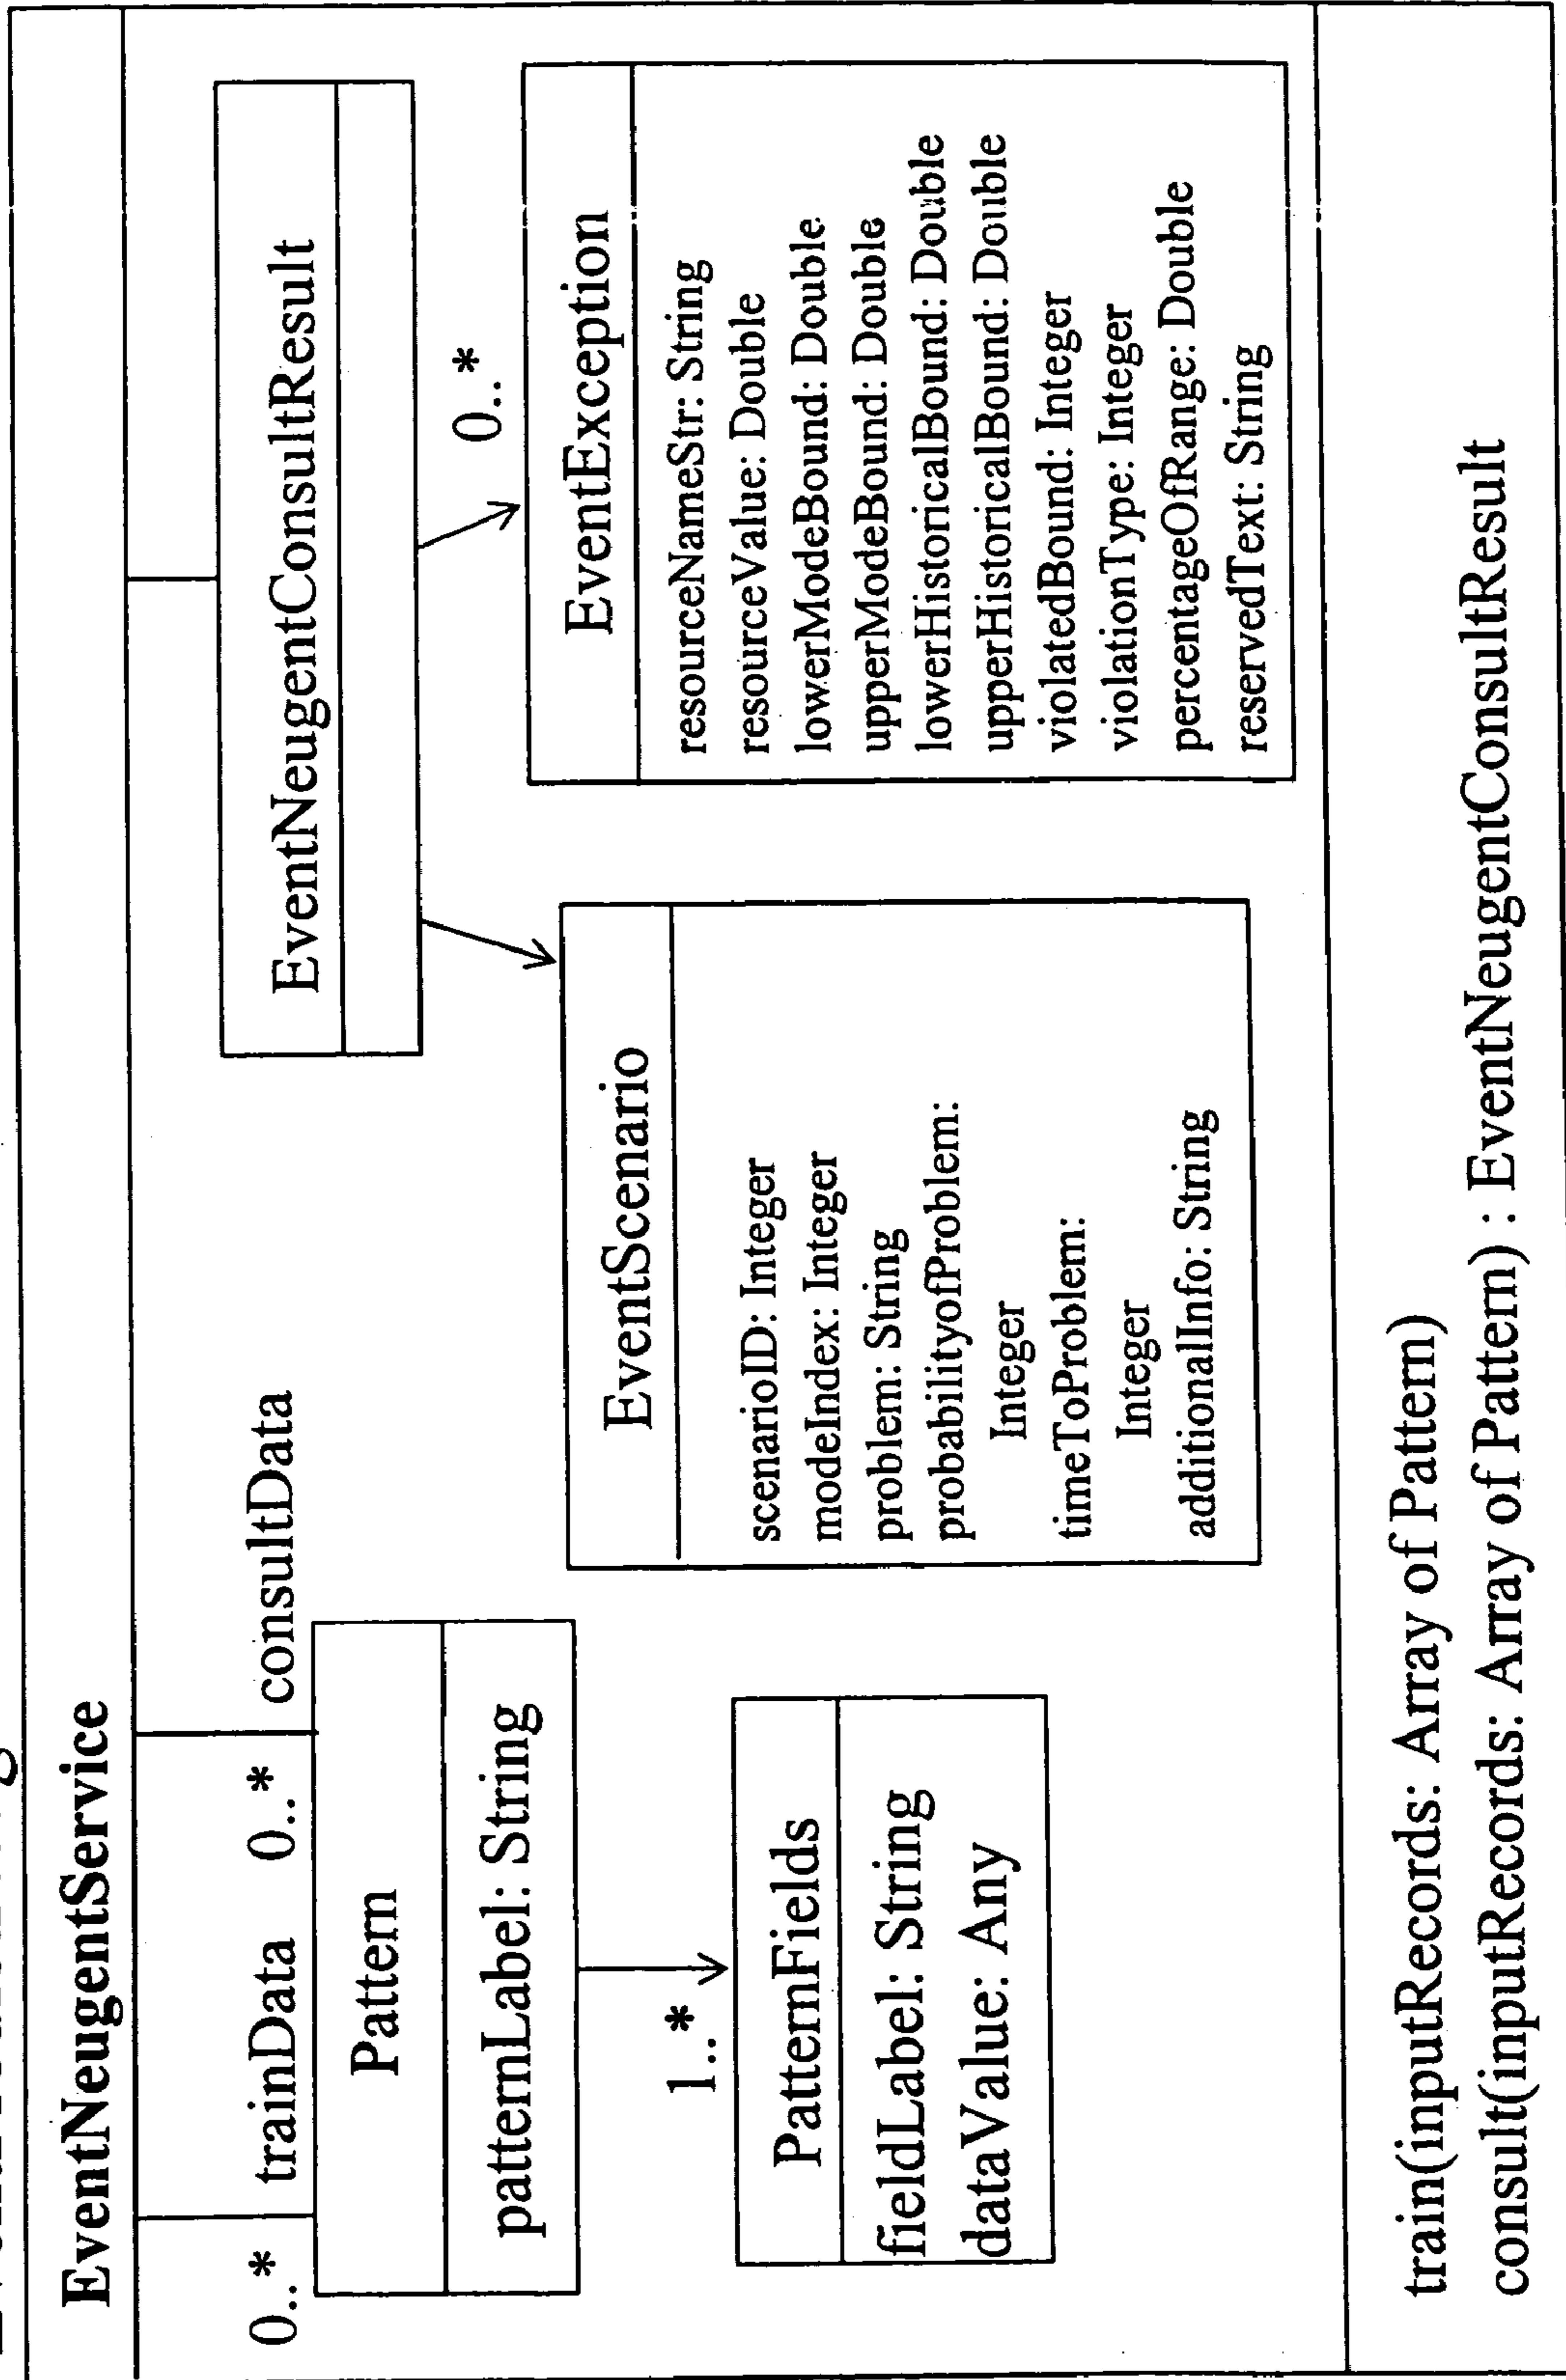 EventNeugentService
0..* trainData 0..* consultData
Pattern
patternLabel: String
1..*
PatternFields
fieldLabel: String
dataValue: Any
EventNeugentConsultResult
0..*
EventScenario
scenarioID: Integer
modeIndex: Integer
problem: String
probabilityofProblem:
Integer
timeToProblem:
Integer
additionalInfo: String
EventException
resourceNameStr: String
resourceValue: Double
lowerModeBound: Double
upperModeBound: Double
lowerHistoricalBound: Double
upperHistoricalBound: Double
violatedBound: Integer
violationType: Integer
percentageOfRange: Double
reservedText: String
train(inputRecords: Array of Pattern)
consult(inputRecords: Array of Pattern) : EventNeugentConsultResult